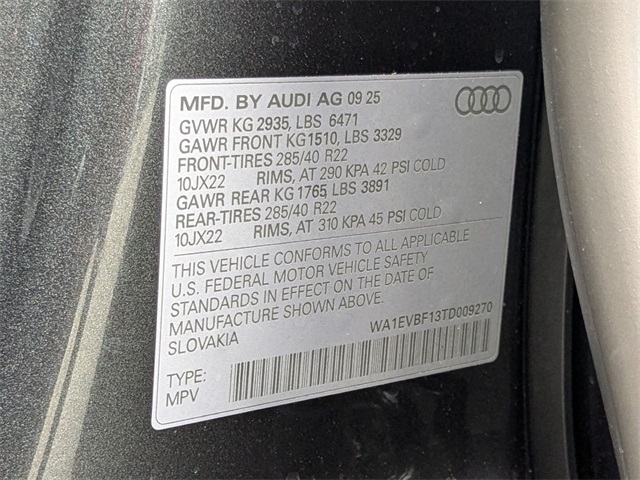 MFD. BY AUDI AG 09 25
GVWR KG 2935, LBS 6471
GAWR FRONT KG1510, LBS 3329
FRONT-TIRES 285/40 R22
10JX22 RIMS, AT 290 KPA 42 PSI COLD
GAWR REAR KG 1765, LBS 3891
REAR-TIRES 285/40 R22
10JX22 RIMS, AT 310 KPA 45 PSI COLD
THIS VEHICLE CONFORMS TO ALL APPLICABLE
U.S. FEDERAL MOTOR VEHICLE SAFETY
STANDARDS IN EFFECT ON THE DATE OF
MANUFACTURE SHOWN ABOVE.
SLOVAKIA
WA1EVBF13TD009270
TYPE:
MPV